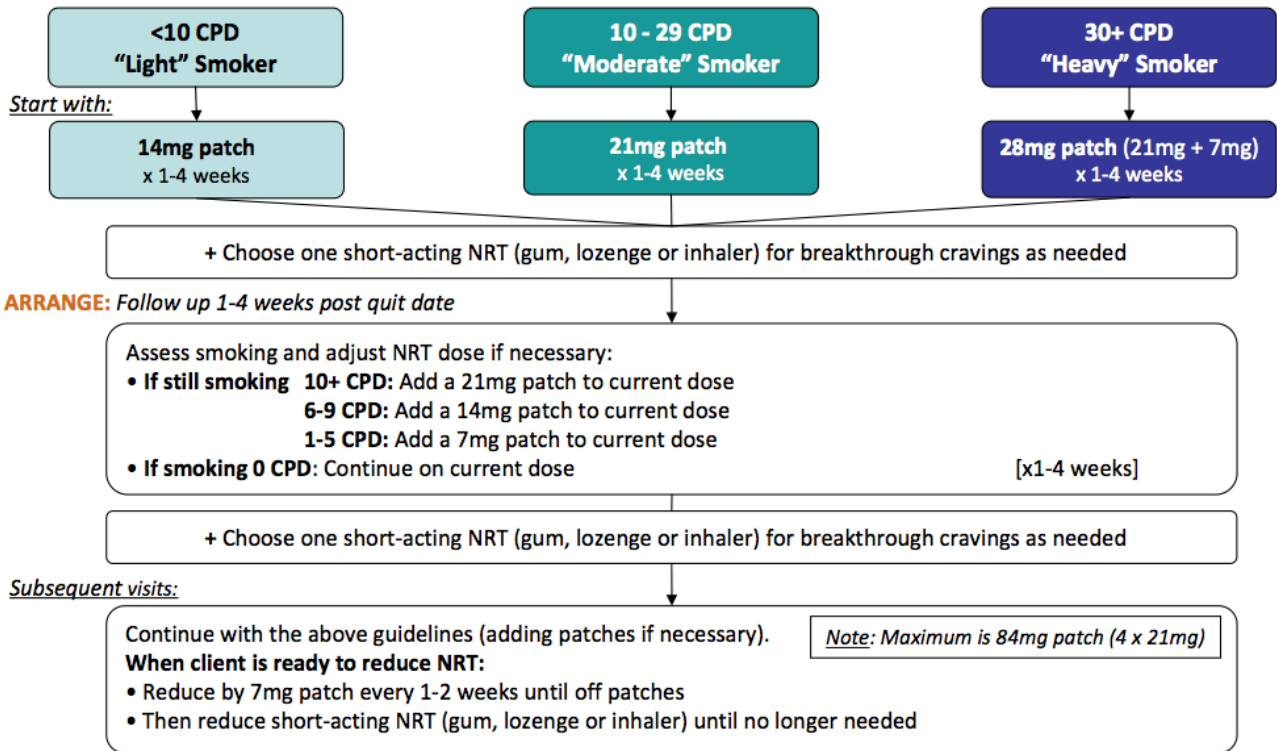 <10 CPD
“Light” Smoker
10 - 29 CPD
“Moderate” Smoker
30+ CPD
“Heavy” Smoker
Start with:
14mg patch
x 1-4 weeks
21mg patch
x 1-4 weeks
28mg patch (21mg + 7mg)
x 1-4 weeks
+ Choose one short-acting NRT (gum, lozenge or inhaler) for breakthrough cravings as needed
ARRANGE: Follow up 1-4 weeks post quit date
Assess smoking and adjust NRT dose if necessary:
• If still smoking 10+ CPD: Add a 21mg patch to current dose
6-9 CPD: Add a 14mg patch to current dose
1-5 CPD: Add a 7mg patch to current dose
• If smoking 0 CPD: Continue on current dose [x1-4 weeks]
+ Choose one short-acting NRT (gum, lozenge or inhaler) for breakthrough cravings as needed
Subsequent visits:
Continue with the above guidelines (adding patches if necessary).
Note: Maximum is 84mg patch (4 x 21mg)
When client is ready to reduce NRT:
• Reduce by 7mg patch every 1-2 weeks until off patches
• Then reduce short-acting NRT (gum, lozenge or inhaler) until no longer needed